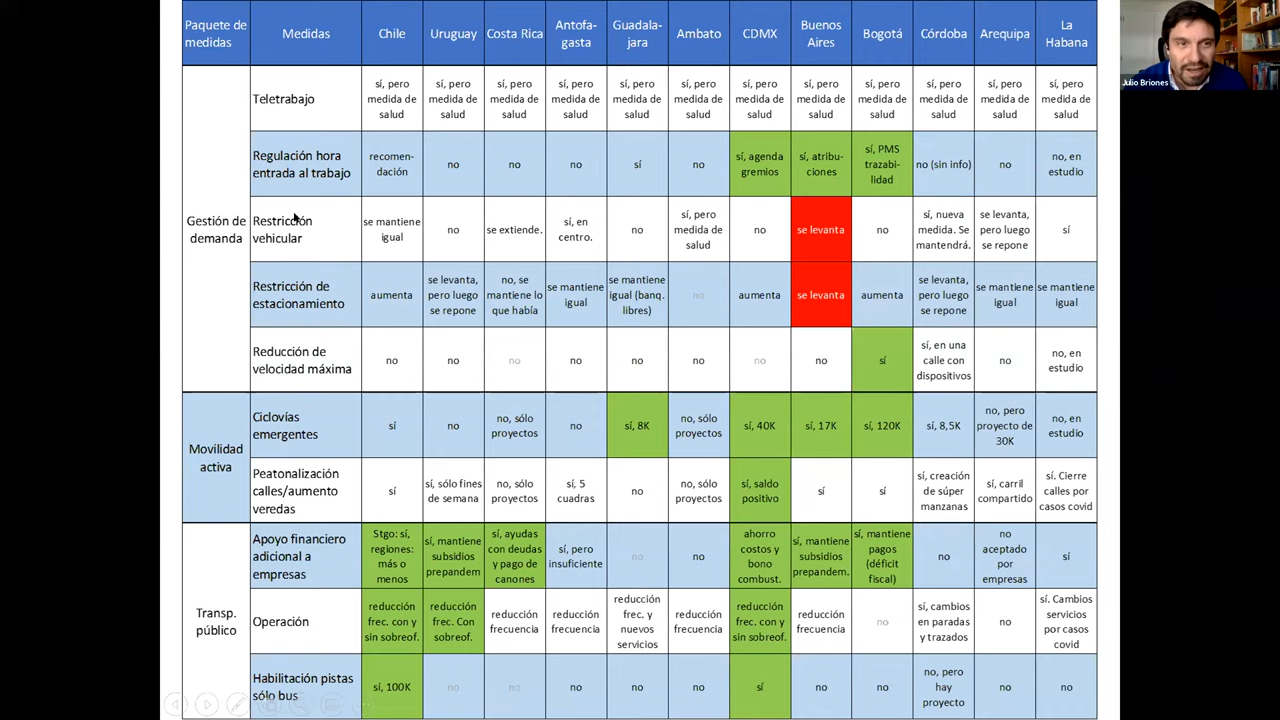 Paquete de medidas
Medidas
Chile
Uruguay
Costa Rica
Antofa-
gasta
Guadala-
jara
Ambato
CDMX
Buenos
Aires
Bogotá
Córdoba
Arequipa
La
Habana
Julio Briones
Gestión de
demanda
Teletrabajo
sí, pero
medida de
salud
sí, pero
medida de
salud
sí, pero
medida de
salud
sí, pero
medida de
salud
sí, pero
medida de
salud
sí, pero
medida de
salud
sí, pero
medida de
salud
sí, pero
medida de
salud
sí, pero
medida de
salud
sí, pero
medida de
salud
sí, pero
medida de
salud
sí, pero
medida de
salud
Regulación hora
entrada al trabajo
recomen-
dación
no
no
no
sí
no
sí, agenda
gremios
sí, atribu-
ciones
sí, PMS
trazabi-
lidad
no (sin info)
no
no, en
estudio
Restricción
vehicular
se mantiene
igual
no
se extiende.
sí, en
centro.
no
sí, pero
medida de
salud
no
se levanta
no
sí, nueva
medida. Se
mantendrá.
se levanta,
pero luego
se repone
sí
Restricción de
estacionamiento
aumenta
se levanta,
pero luego
se repone
no, se
mantiene lo
que había
se mantiene
igual
se mantiene
igual (banq.
libres)
no
aumenta
se levanta
aumenta
se levanta,
pero luego
se repone
se mantiene
igual
se mantiene
igual
Reducción de
velocidad máxima
no
no
no
no
no
no
no
no
sí
sí, en una
calle con
dispositivos
no
no, en
estudio
Movilidad
activa
Ciclovías
emergentes
sí
no
no, sólo
proyectos
no
sí, 8K
no, sólo
proyectos
sí, 40K
sí, 17K
sí, 120K
sí, 8,5K
no, pero
proyecto de
30K
no, en
estudio
Peatonalización
calles/aumento
veredas
sí
sí, sólo fines
de semana
no, sólo
proyectos
sí, 5
cuadras
no
no, sólo
proyectos
sí, saldo
positivo
sí
sí
sí, creación
de súper
manzanas
sí, carril
compartido
sí. Cierre
calles por
casos covid
Transp.
público
Apoyo financiero
adicional a
empresas
Stgo: sí,
regiones:
más o
menos
sí, mantiene
subsidios
prepandem
sí, ayudas
con deudas
y pago de
canones
sí, pero
insuficiente
no
no
ahorro
costos y
bono
combust.
sí, mantiene
subsidios
prepandem.
sí, mantiene
pagos
(déficit
fiscal)
no
no
aceptado
por
empresas
sí
Operación
reducción
frec. con y
sin sobreof.
reducción
frec. Con
sobreof.
reducción
frecuencia
reducción
frecuencia
reducción
frec. y
nuevos
servicios
reducción
frecuencia
reducción
frec. con y
sin sobreof.
reducción
frecuencia
no
sí, cambios
en paradas
y trazados
no
sí. Cambios
servicios
por casos
covid
Habilitación pistas
sólo bus
sí, 100K
no
no
no
no
no
sí
no
no
no, pero
hay
proyecto
no
no